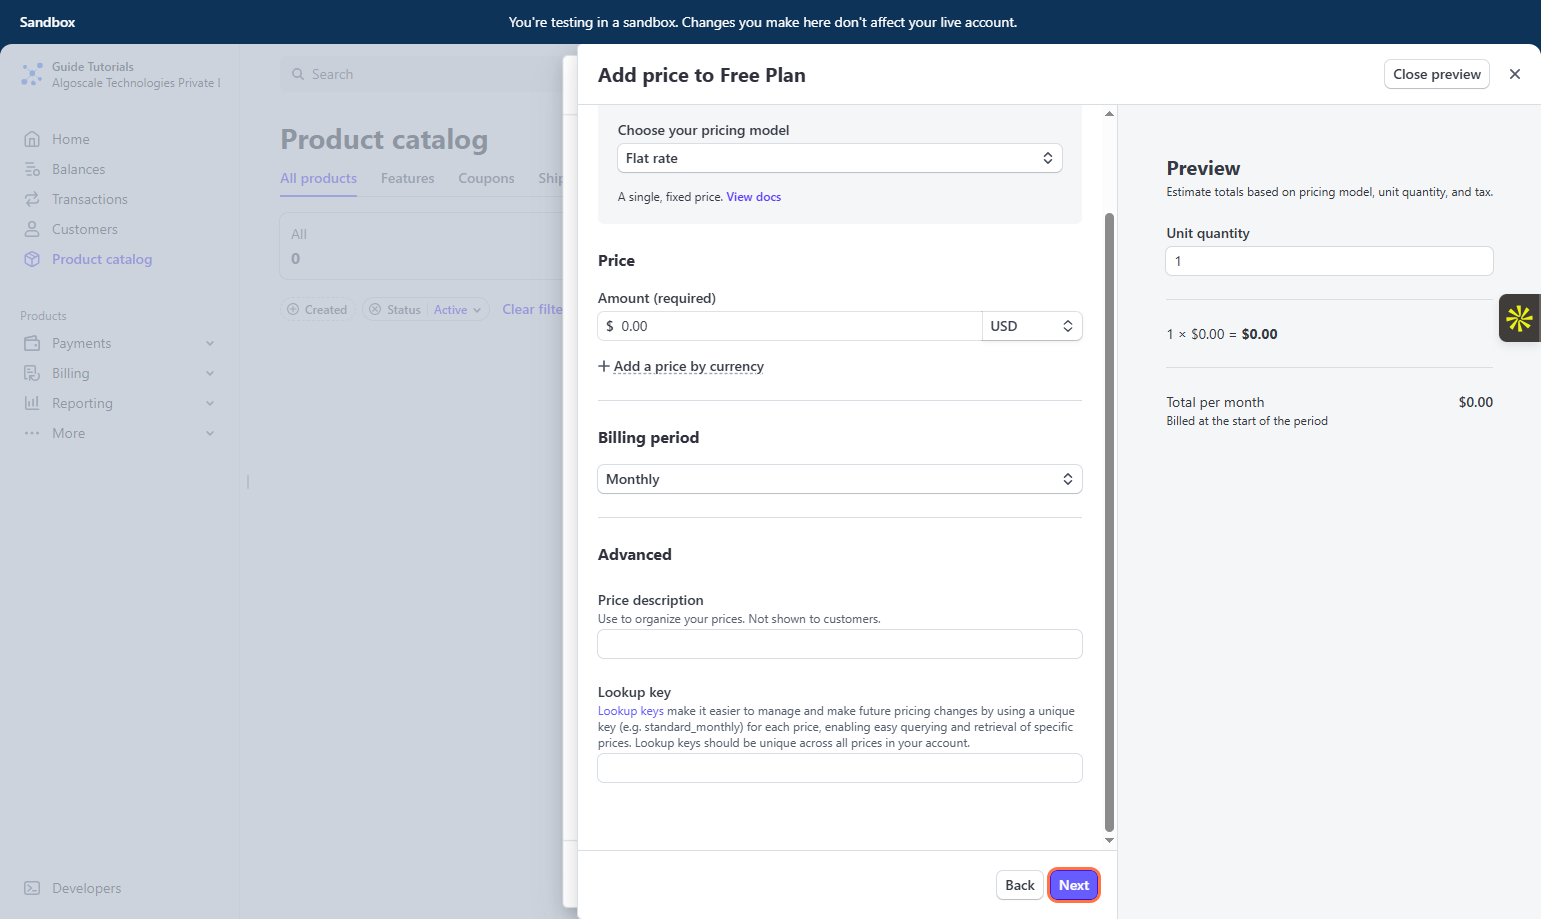 Sandbox
You're testing in a sandbox. Changes you make here don't affect your live account.
Guide Tutorials
Algoscale Technologies Private
Home
Balances
Transactions
Customers
Product catalog
Products
Payments
Billing
Reporting
More
Developers
Search
Product catalog
All products Features Coupons
All
0
Created Status Active Clear
Add price to Free Plan
Close preview
Choose your pricing model
Flat rate
A single, fixed price. View docs
Price
Amount (required)
$ 0.00 USD
Add a price by currency
Billing period
Monthly
Advanced
Price description
Use to organize your prices. Not shown to customers.
Lookup key
Lookup keys make it easier to manage and make future pricing changes by using a unique
key (e.g. standard_monthly) for each price, enabling easy querying and retrieval of specific
prices. Lookup keys should be unique across all prices in your account.
Back Next
Preview
Estimate totals based on pricing model, unit quantity, and tax.
Unit quantity
1
1 × $0.00 = $0.00
Total per month $0.00
Billed at the start of the period